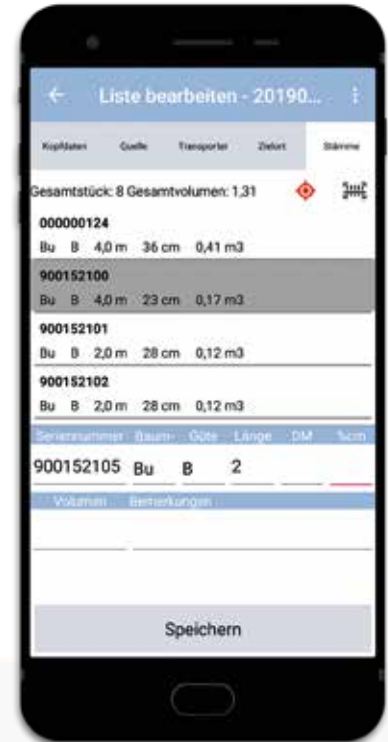 Liste bearbeiten - 20190...
Kopfdaten Quelle Transporter Zielort Stämme
Gesamtstück: 8 Gesamtvolumen: 1,31
000000124
Bu B 4,0 m 36 cm 0,41 m3
900152100
Bu B 4,0 m 23 cm 0,17 m3
900152101
Bu B 2,0 m 28 cm 0,12 m3
900152102
Bu B 2,0 m 28 cm 0,12 m3
Seriennummer Baum- Güte Länge DM %cm
900152105 Bu B 2
Volumen Bemerkungen
Speichern